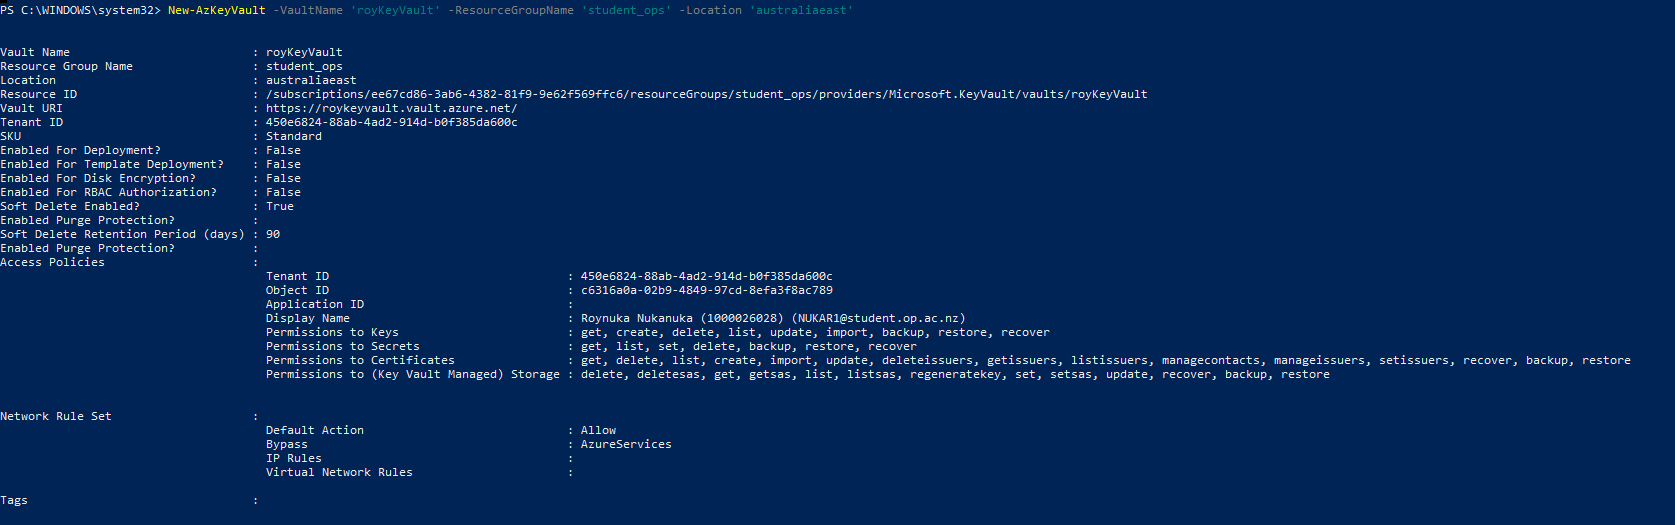 PS C:\WINDOWS\system32> New-AzKeyVault -VaultName 'royKeyVault' -ResourceGroupName 'student_ops' -Location 'australiaeast'
Vault Name : royKeyVault
Resource Group Name : student_ops
Location : australiaeast
Resource ID : /subscriptions/ee67cd86-3ab6-4382-81f9-9e62f569ffc6/resourceGroups/student_ops/providers/Microsoft.KeyVault/vaults/royKeyVault
Vault URI : https://roykeyvault.vault.azure.net/
Tenant ID : 450e6824-88ab-4ad2-914d-b0f385da600c
SKU : Standard
Enabled For Deployment? : False
Enabled For Template Deployment? : False
Enabled For Disk Encryption? : False
Enabled For RBAC Authorization? : False
Soft Delete Enabled? : True
Enabled Purge Protection? :
Soft Delete Retention Period (days) : 90
Enabled Purge Protection? :
Access Policies :
Tenant ID : 450e6824-88ab-4ad2-914d-b0f385da600c
Object ID : c6316a0a-02b9-4849-97cd-8efa3f8ac789
Application ID :
Display Name : Roynuka Nukanuka (1000026028) (NUKAR1@student.op.ac.nz)
Permissions to Keys : get, create, delete, list, update, import, backup, restore, recover
Permissions to Secrets : get, list, set, delete, backup, restore, recover
Permissions to Certificates : get, delete, list, create, import, update, deleteissuers, getissuers, listissuers, managecontacts, manageissuers, setissuers, recover, backup, restore
Permissions to (Key Vault Managed) Storage : delete, deletesas, get, getsas, list, listsas, regeneratekey, set, setsas, update, recover, backup, restore
Network Rule Set :
Default Action : Allow
Bypass : AzureServices
IP Rules :
Virtual Network Rules :
Tags :